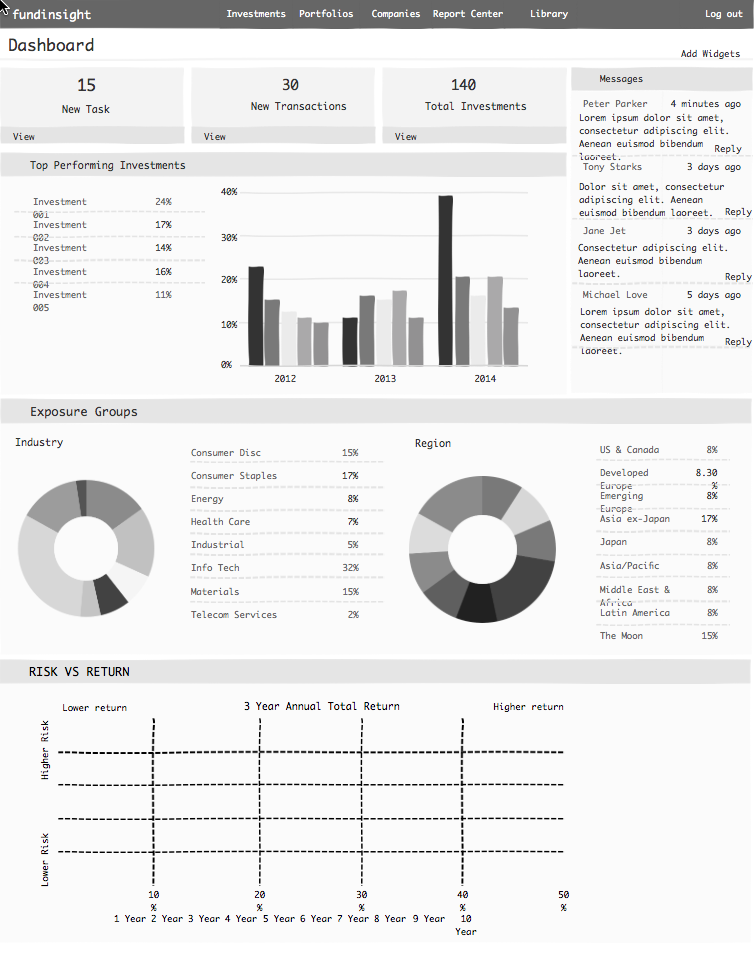 fundinsight
Investments Portfolios Companies Report Center Library Log out
Dashboard
Add Widgets
15
New Task
View
30
New Transactions
View
140
Total Investments
View
Messages
Peter Parker 4 minutes ago
Lorem ipsum dolor sit amet,
consectetur adipiscing elit.
Aenean euismod bibendum
laoreet.
Reply
Tony Starks 3 days ago
Dolor sit amet, consectetur
adipiscing elit. Aenean
euismod bibendum laoreet.
Reply
Jane Jet 3 days ago
Consectetur adipiscing elit.
Aenean euismod bibendum
laoreet.
Reply
Michael Love 5 days ago
Lorem ipsum dolor sit amet,
consectetur adipiscing elit.
Aenean euismod bibendum
laoreet.
Reply
Top Performing Investments
Investment 24%
001
Investment 17%
002
Investment 14%
003
Investment 16%
004
Investment 11%
005
40%
30%
20%
10%
0%
2012 2013 2014
Exposure Groups
Industry
Consumer Disc 15%
Consumer Staples 17%
Energy 8%
Health Care 7%
Industrial 5%
Info Tech 32%
Materials 15%
Telecom Services 2%
Region
US & Canada 8%
Developed 8.30
Europe %
Emerging 8%
Europe
Asia ex-Japan 17%
Japan 8%
Asia/Pacific 8%
Middle East & 8%
Africa
Latin America 8%
The Moon 15%
RISK VS RETURN
Lower return 3 Year Annual Total Return Higher return
Higher Risk
Lower Risk
10 20 30 40 50
% % % % %
1 Year 2 Year 3 Year 4 Year 5 Year 6 Year 7 Year 8 Year 9 Year 10
Year